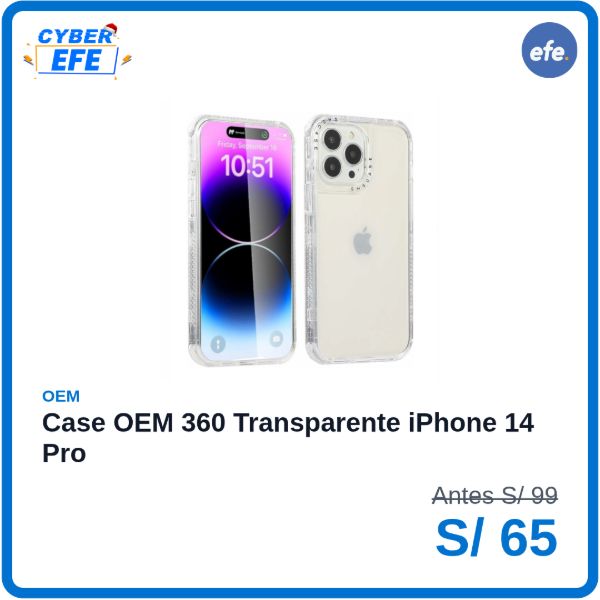 CYBER
EFE
efe.
Friday, September 16
10:51
OEM
Case OEM 360 Transparente iPhone 14
Pro
Antes S/ 99
S/ 65